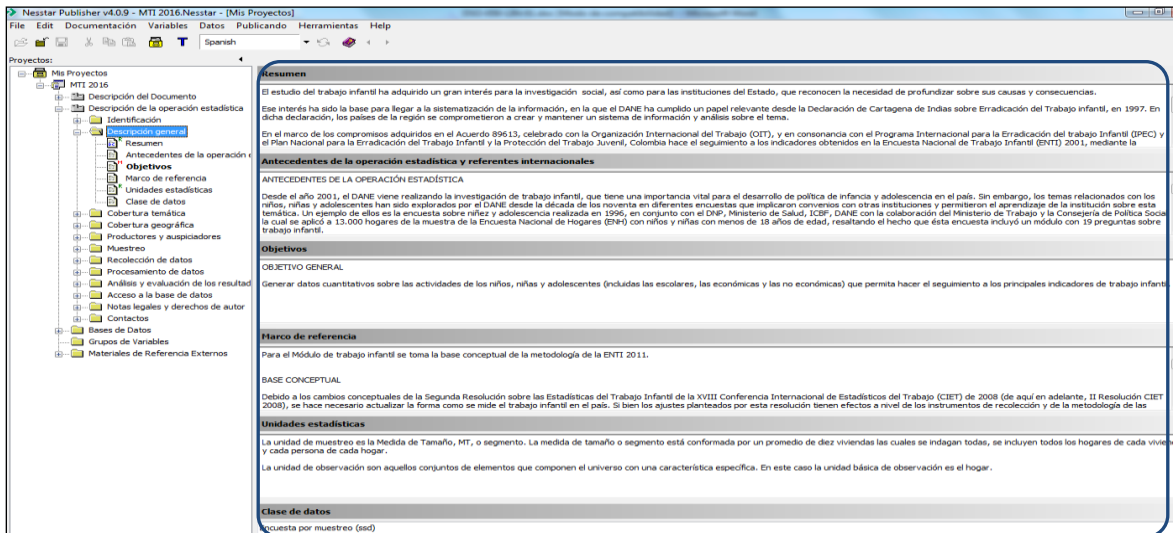 Nesstar Publisher v4.0.9 - MTI 2016.Nesstar - [Mis Proyectos]
File Edit Documentación Variables Datos Publicando Herramientas Help
T Spanish
Proyectos:
Mis Proyectos
MTI 2016
Descripción del Documento
Descripción de la operación estadística
Identificación
Descripción general
Resumen
Antecedentes de la operación e
Objetivos
Marco de referencia
Unidades estadísticas
Clase de datos
Cobertura temática
Cobertura geográfica
Productores y auspiciadores
Muestreo
Recolección de datos
Procesamiento de datos
Análisis y evaluación de los resultad
Acceso a la base de datos
Notas legales y derechos de autor
Contactos
Bases de Datos
Grupos de Variables
Materiales de Referencia Externos
Resumen
El estudio del trabajo infantil ha adquirido un gran interés para la investigación social, así como para las instituciones del Estado, que reconocen la necesidad de profundizar sobre sus causas y consecuencias.
Ese interés ha sido la base para llegar a la sistematización de la información, en la que el DANE ha cumplido un papel relevante desde la Declaración de Cartagena de Indias sobre Erradicación del Trabajo infantil, en 1997. En
dicha declaración, los países de la región se comprometieron a crear y mantener un sistema de información y análisis sobre el tema.
En el marco de los compromisos adquiridos en el Acuerdo 89613, celebrado con la Organización Internacional del Trabajo (OIT), y en consonancia con el Programa Internacional para la Erradicación del trabajo Infantil (IPEC) y
el Plan Nacional para la Erradicación del Trabajo Infantil y la Protección del Trabajo Juvenil, Colombia hace el seguimiento a los indicadores obtenidos en la Encuesta Nacional de Trabajo Infantil (ENTI) 2001, mediante la
Antecedentes de la operación estadística y referentes internacionales
ANTECEDENTES DE LA OPERACIÓN ESTADÍSTICA
Desde el año 2001, el DANE viene realizando la investigación de trabajo infantil, que tiene una importancia vital para el desarrollo de política de infancia y adolescencia en el país. Sin embargo, los temas relacionados con los
niños, niñas y adolescentes han sido explorados por el DANE desde la década de los noventa en diferentes encuestas que implicaron convenios con otras instituciones y permitieron el aprendizaje de la institución sobre esta
temática. Un ejemplo de ellos es la encuesta sobre niñez y adolescencia realizada en 1996, en conjunto con el DNP, Ministerio de Salud, ICBF, DANE con la colaboración del Ministerio de Trabajo y la Consejería de Política Social
la cual se aplicó a 13.000 hogares de la muestra de la Encuesta Nacional de Hogares (ENH) con niños y niñas con menos de 18 años de edad, resaltando el hecho que ésta encuesta incluyó un módulo con 19 preguntas sobre
trabajo infantil.
Objetivos
OBJETIVO GENERAL
Generar datos cuantitativos sobre las actividades de los niños, niñas y adolescentes (incluidas las escolares, las económicas y las no económicas) que permita hacer el seguimiento a los principales indicadores de trabajo infantil.
Marco de referencia
Para el Módulo de trabajo infantil se toma la base conceptual de la metodología de la ENTI 2011.
BASE CONCEPTUAL
Debido a los cambios conceptuales de la Segunda Resolución sobre las Estadísticas del Trabajo Infantil de la XVIII Conferencia Internacional de Estadísticos del Trabajo (CIET) de 2008 (de aquí en adelante, II Resolución CIET
2008), se hace necesario actualizar la forma como se mide el trabajo infantil en el país. Si bien los ajustes planteados por esta resolución tienen efectos a nivel de los instrumentos de recolección y de la metodología de las
Unidades estadísticas
La unidad de muestreo es la Medida de Tamaño, MT, o segmento. La medida de tamaño o segmento está conformada por un promedio de diez viviendas las cuales se indagan todas, se incluyen todos los hogares de cada vivien
y cada persona de cada hogar.
La unidad de observación son aquellos conjuntos de elementos que componen el universo con una característica específica. En este caso la unidad básica de observación es el hogar.
Clase de datos
Encuesta por muestreo (ssd)